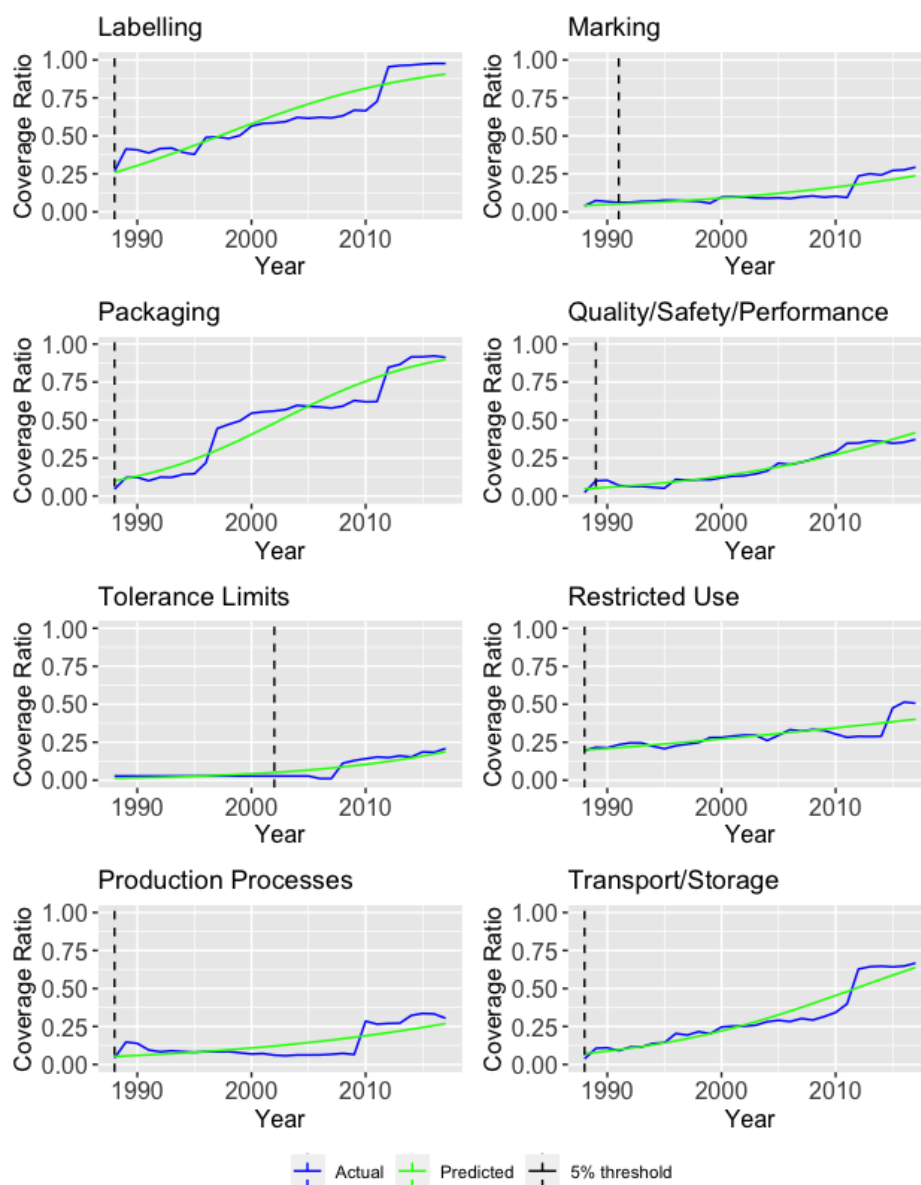 Labelling
Marking
Coverage Ratio
1.00
0.75
0.50
0.25
0.00
1990
2000
2010
Year
Coverage Ratio
1.00
0.75
0.50
0.25
0.00
1990
2000
2010
Year
Packaging
Quality/Safety/Performance
Coverage Ratio
1.00
0.75
0.50
0.25
0.00
1990
2000
2010
Year
Coverage Ratio
1.00
0.75
0.50
0.25
0.00
1990
2000
2010
Year
Tolerance Limits
Restricted Use
Coverage Ratio
1.00
0.75
0.50
0.25
0.00
1990
2000
2010
Year
Coverage Ratio
1.00
0.75
0.50
0.25
0.00
1990
2000
2010
Year
Production Processes
Transport/Storage
Coverage Ratio
1.00
0.75
0.50
0.25
0.00
1990
2000
2010
Year
Coverage Ratio
1.00
0.75
0.50
0.25
0.00
1990
2000
2010
Year
Actual
Predicted
5% threshold